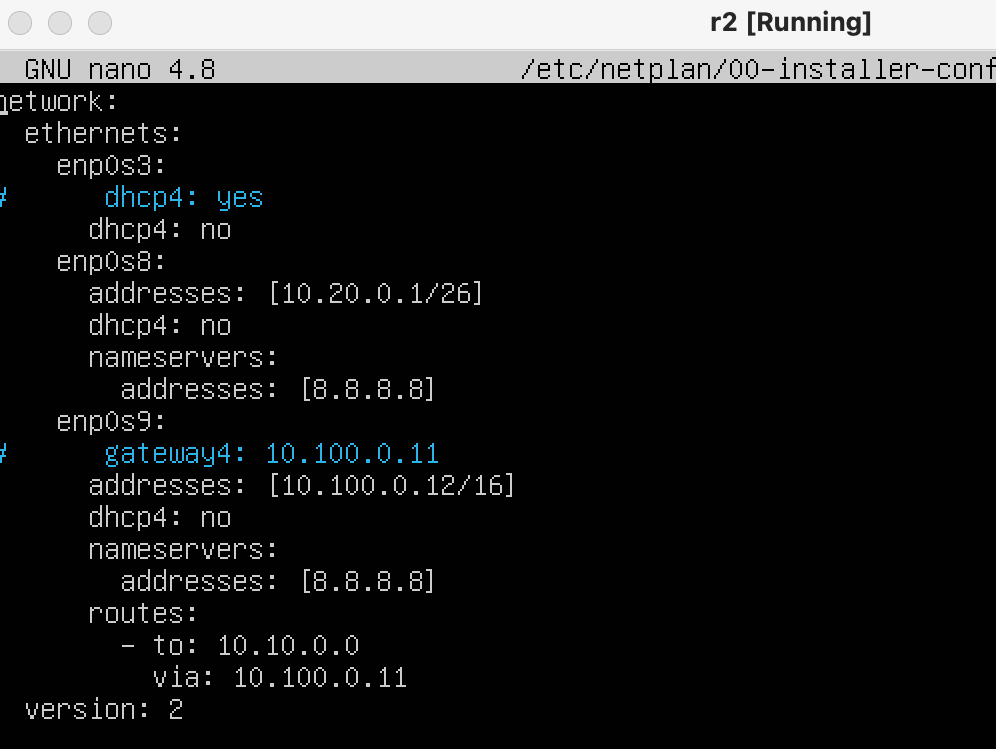 r2 [Running]
GNU nano 4.8 /etc/netplan/00-installer-conf
network:
  ethernets:
    enp0s3:
#      dhcp4: yes
      dhcp4: no
    enp0s8:
      addresses: [10.20.0.1/26]
      dhcp4: no
      nameservers:
        addresses: [8.8.8.8]
    enp0s9:
#      gateway4: 10.100.0.11
      addresses: [10.100.0.12/16]
      dhcp4: no
      nameservers:
        addresses: [8.8.8.8]
      routes:
        - to: 10.10.0.0
          via: 10.100.0.11
  version: 2